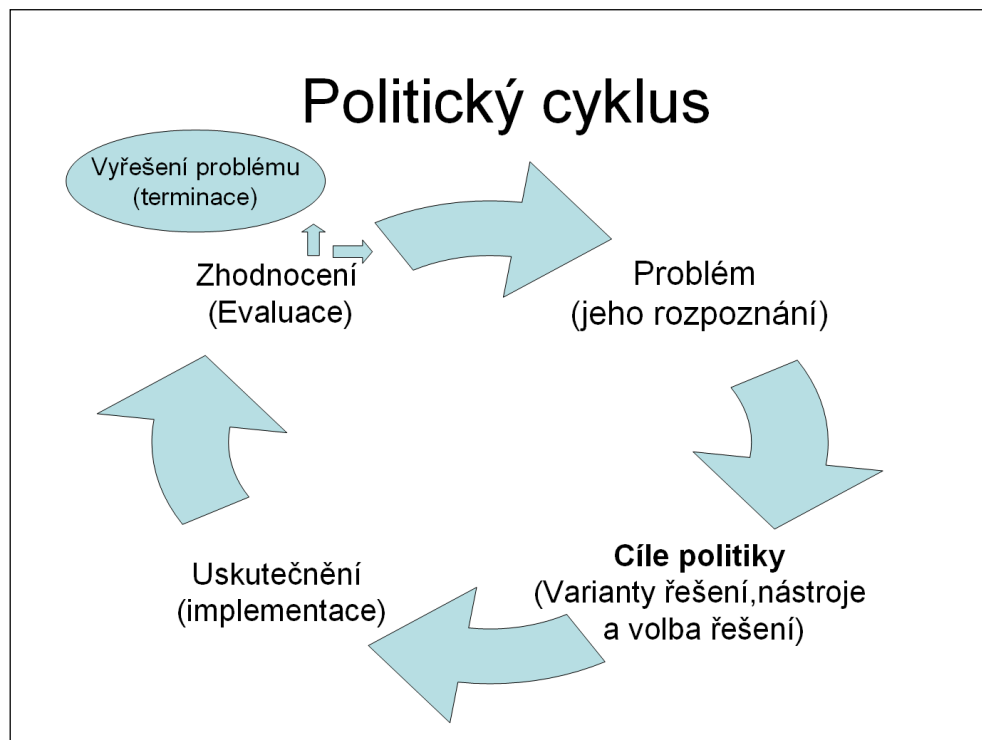 Politický cyklus
Vyřešení problému
(terminace)
Zhodnocení
(Evaluace)
Problém
(jeho rozpoznání)
Cíle politiky
(Varianty řešení,nástroje
a volba řešení)
Uskutečnění
(implementace)